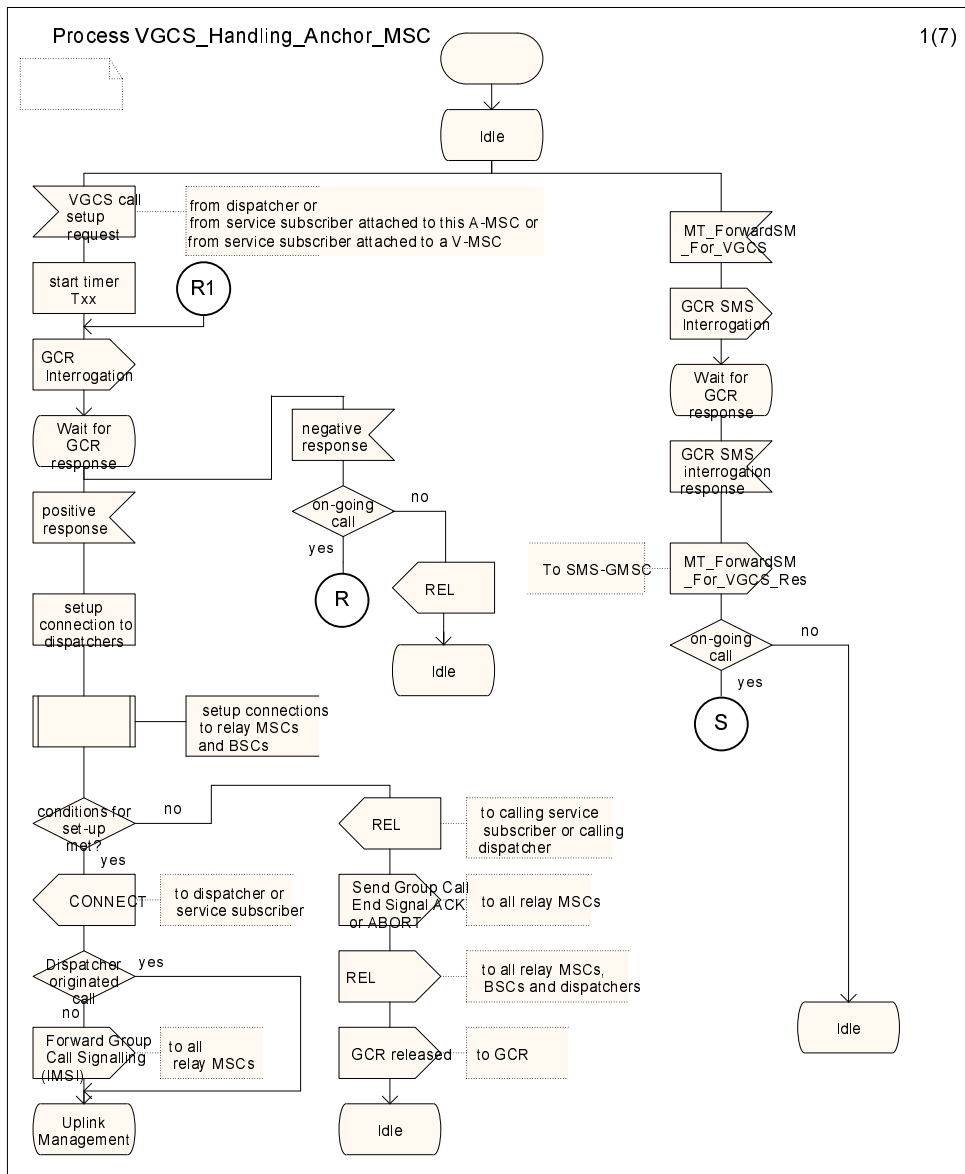 Process VGCS_Handling_Anchor_MSC
1(7)
Idle
VGCS call
setup
request
from dispatcher or
from service subscriber attached to this A-MSC or
from service subscriber attached to a V-MSC
start timer
Txx
R1
GCR
Interrogation
Wait for
GCR
response
negative
response
positive
response
on-going
call
no
yes
R
REL
Idle
setup
connection to
dispatchers
setup connections
to relay MSCs
and BSCs
conditions for
set-up
met?
no
yes
CONNECT
to dispatcher or
service subscriber
Dispatcher
originated
call
yes
no
Forward Group
Call Signalling
(IMSI)
to all
relay MSCs
Uplink
Management
REL
to calling service
subscriber or calling
dispatcher
Send Group Call
End Signal ACK
or ABORT
to all relay MSCs
REL
to all relay MSCs,
BSCs and dispatchers
GCR released
to GCR
Idle
MT_ForwardSM
_For_VGCS
GCR SMS
Interrogation
Wait for
GCR
response
GCR SMS
interrogation
response
To SMS-GMSC
MT_ForwardSM
_For_VGCS_Res
on-going
call
no
yes
S
Idle